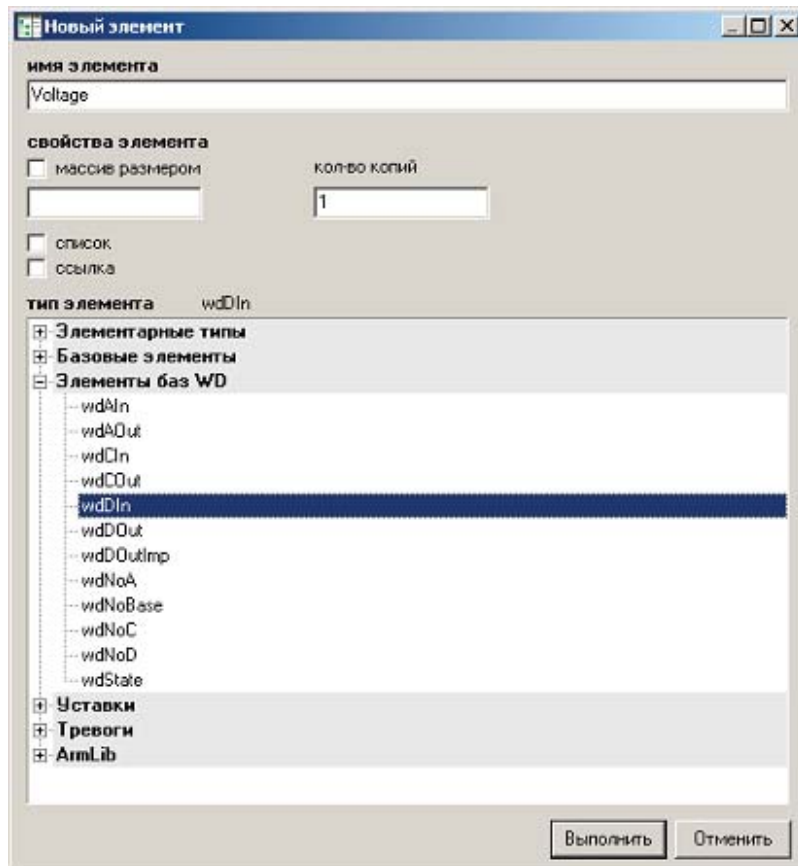 Новый элемент
имя элемента
Voltage
свойства элемента
массив размером кол-во копий
1
список
ссылка
тип элемента wdDIn
Элементарные типы
Базовые элементы
Элементы баз WD
wdAIn
wdAOut
wdCIn
wdCOut
wdDIn
wdDOut
wdDOutImp
wdNoA
wdNoBase
wdNoC
wdNoD
wdState
Уставки
Тревоги
ArmLib
Выполнить Отменить